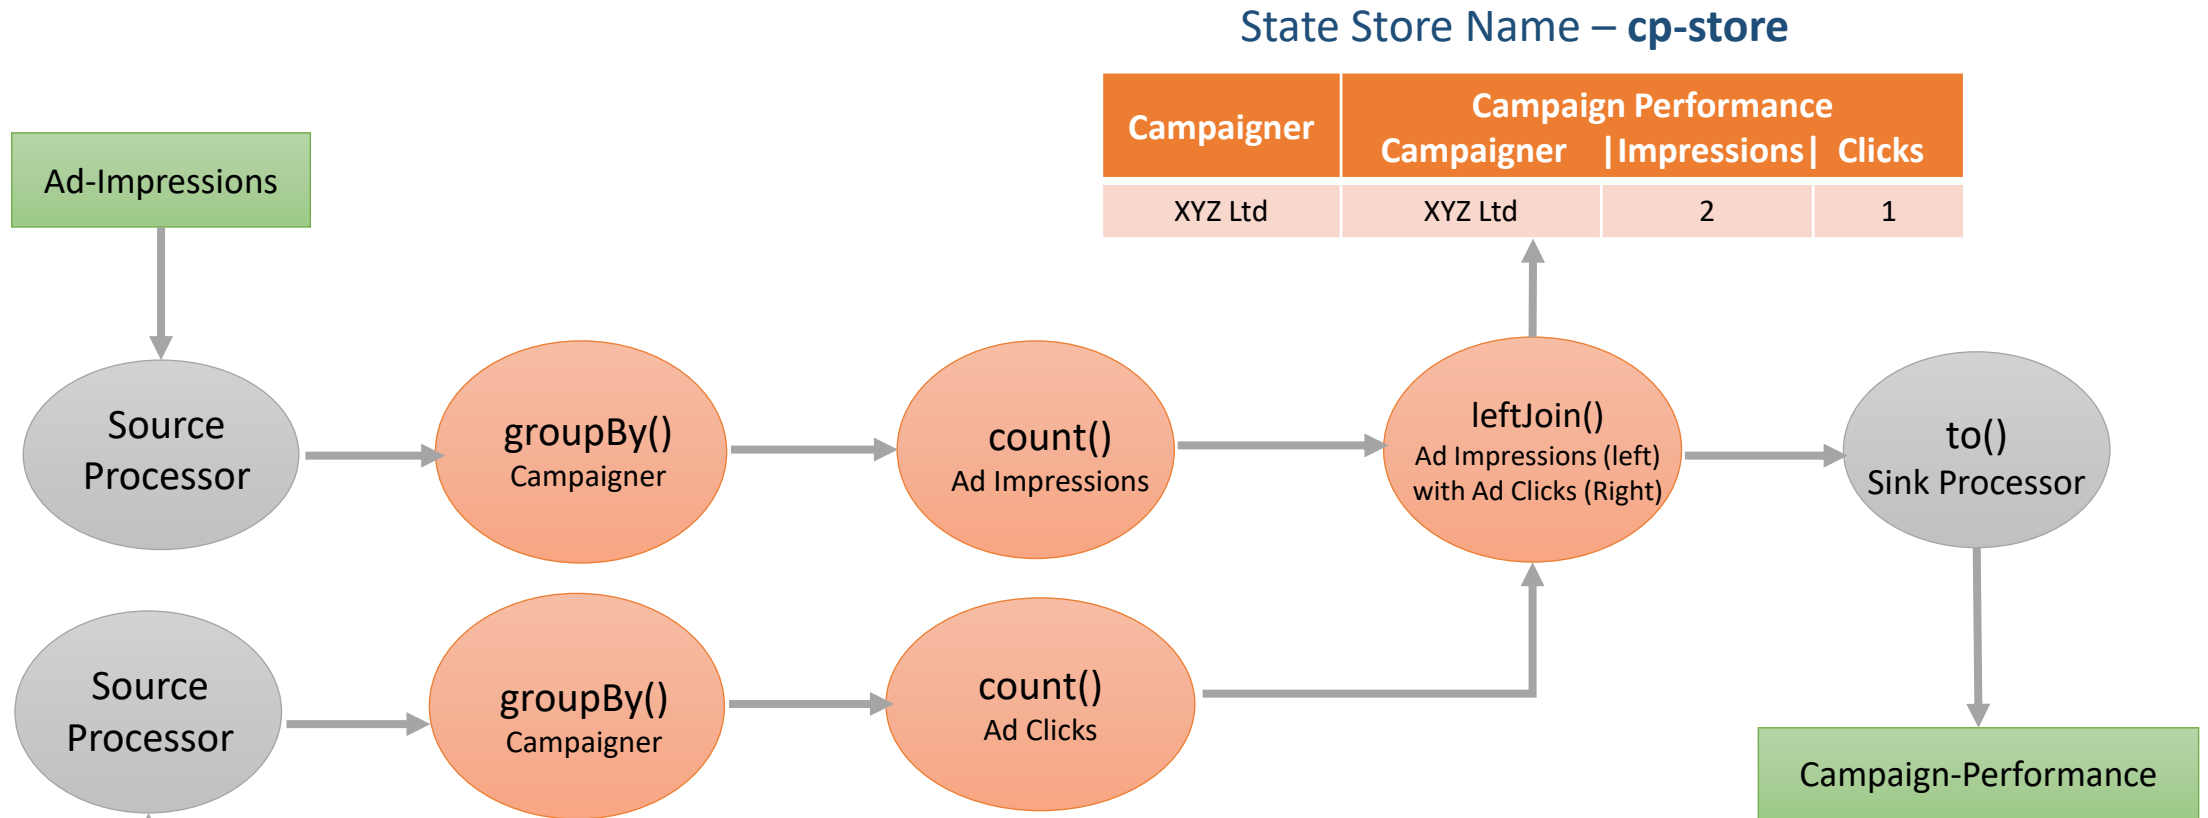 State Store Name – cp-store
Campaigner
Campaign Performance
Campaigner |Impressions| Clicks
XYZ Ltd XYZ Ltd 2 1
Ad-Impressions
Source
Processor
groupBy()
Campaigner
count()
Ad Impressions
leftJoin()
Ad Impressions (left)
with Ad Clicks (Right)
to()
Sink Processor
Source
Processor
groupBy()
Campaigner
count()
Ad Clicks
Campaign-Performance